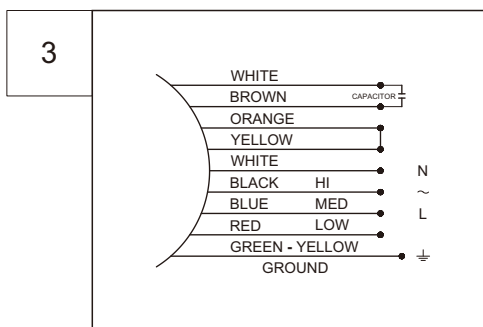 3
WHITE
BROWN
CAPACITOR
ORANGE
YELLOW
WHITE
N
BLACK HI
~
BLUE MED
L
RED LOW
GREEN - YELLOW
GROUND